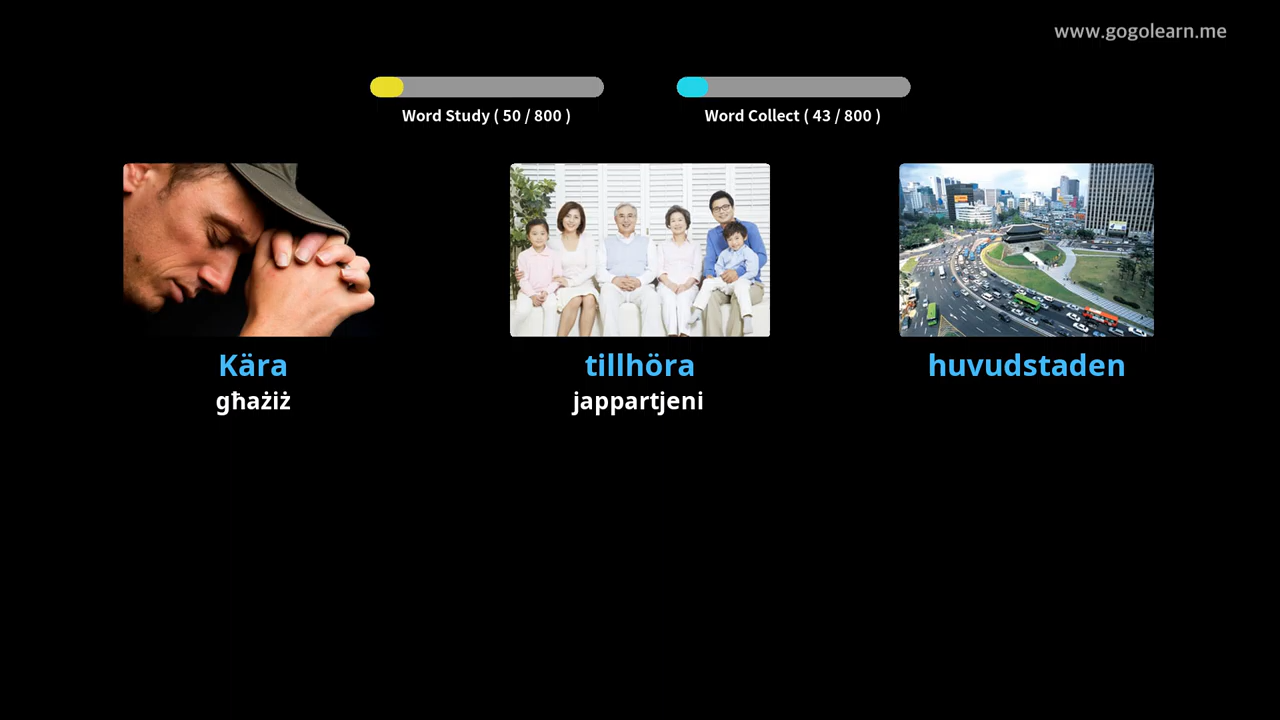 www.gogolearn.me
Word Study ( 50 / 800 )
Word Collect ( 43 / 800 )
Kära
tillhöra
huvudstaden
għażiż
jappartjeni